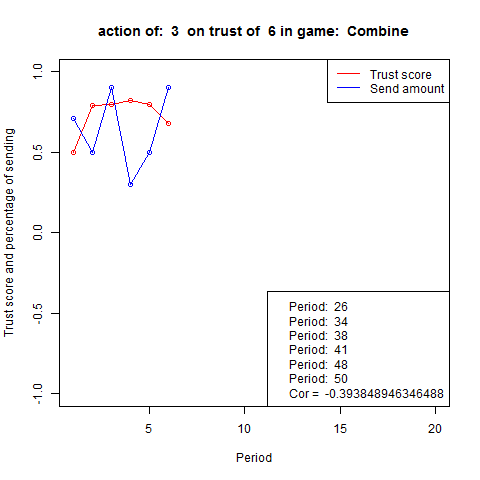 action of:  3  on trust of  6 in game:  Combine
Trust score and percentage of sending
1.0
0.5
0.0
-0.5
-1.0
Trust score
Send amount
Period:  26
Period:  34
Period:  38
Period:  41
Period:  48
Period:  50
Cor =  -0.393848946346488
5 10 15 20
Period